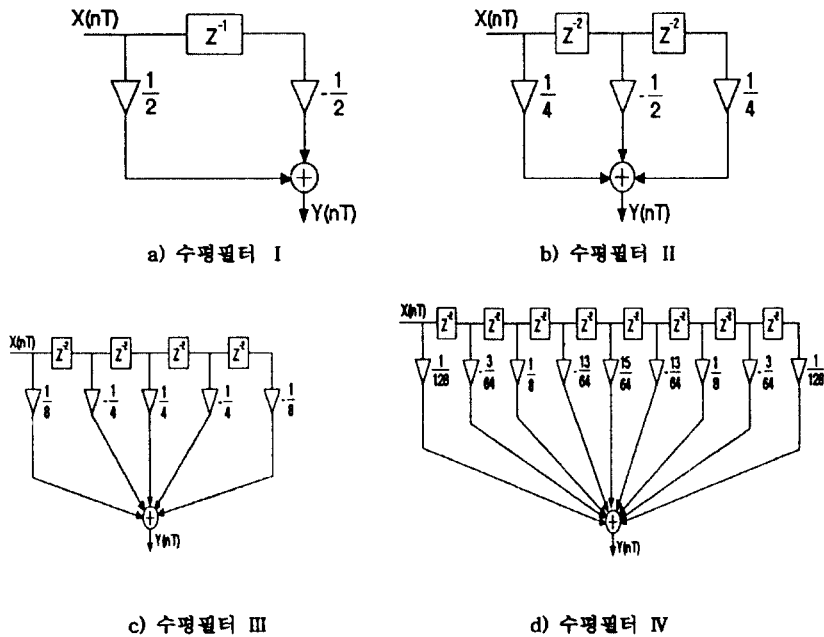 X(nT) Z⁻¹
1/2 -1/2
+
Y(nT)
a) 수평필터 I
X(nT) Z⁻² Z⁻²
1/4 -1/2 1/4
+
Y(nT)
b) 수평필터 II
X(nT) Z⁻² Z⁻² Z⁻² Z⁻²
1/8 -1/4 1/4 -1/4 -1/8
+
Y(nT)
c) 수평필터 III
X(nT) Z⁻² Z⁻² Z⁻² Z⁻² Z⁻² Z⁻² Z⁻² Z⁻²
1/128 -3/64 1/8 -13/64 15/64 -13/64 1/8 -3/64 1/128
+
Y(nT)
d) 수평필터 IV